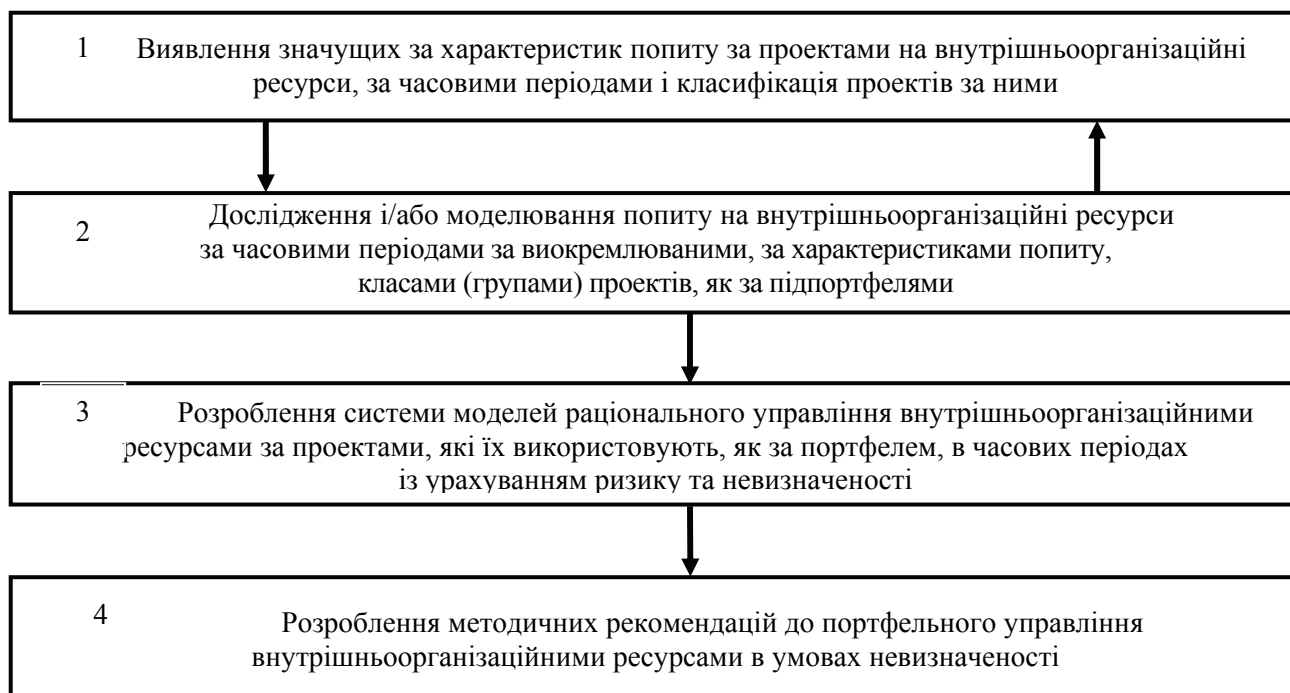 1 Виявлення значущих за характеристик попиту за проектами на внутрішньоорганізаційні
ресурси, за часовими періодами і класифікація проектів за ними
2 Дослідження і/або моделювання попиту на внутрішньоорганізаційні ресурси
за часовими періодами за виокремлюваними, за характеристиками попиту,
класами (групами) проектів, як за підпортфелями
3 Розроблення системи моделей раціонального управління внутрішньоорганізаційними
ресурсами за проектами, які їх використовують, як за портфелем, в часових періодах
із урахуванням ризику та невизначеності
4 Розроблення методичних рекомендацій до портфельного управління
внутрішньоорганізаційними ресурсами в умовах невизначеності